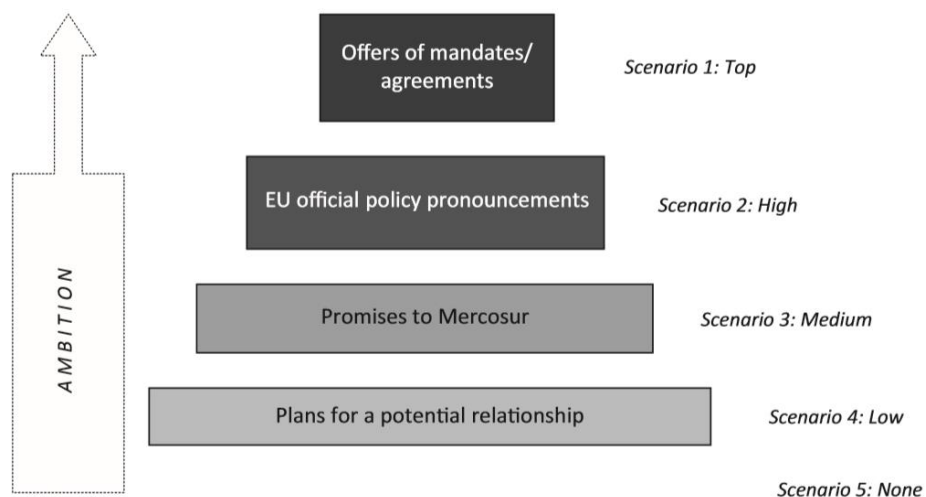 Offers of mandates/
agreements
Scenario 1: Top
EU official policy pronouncements
Scenario 2: High
Promises to Mercosur
Scenario 3: Medium
Plans for a potential relationship
Scenario 4: Low
Scenario 5: None
AMBITION